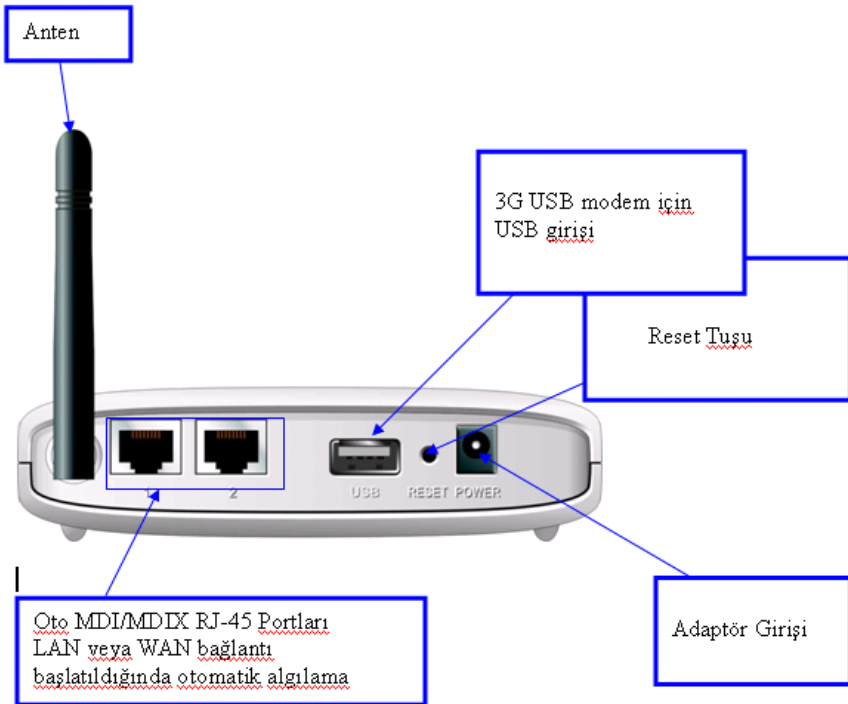 Anten
3G USB modem için
USB girişi
Reset Tuşu
1
2
USB
RESET
POWER
Oto MDI/MDIX RJ-45 Portları
LAN veya WAN bağlantı
başlatıldığında otomatik algılama
Adaptör Girişi